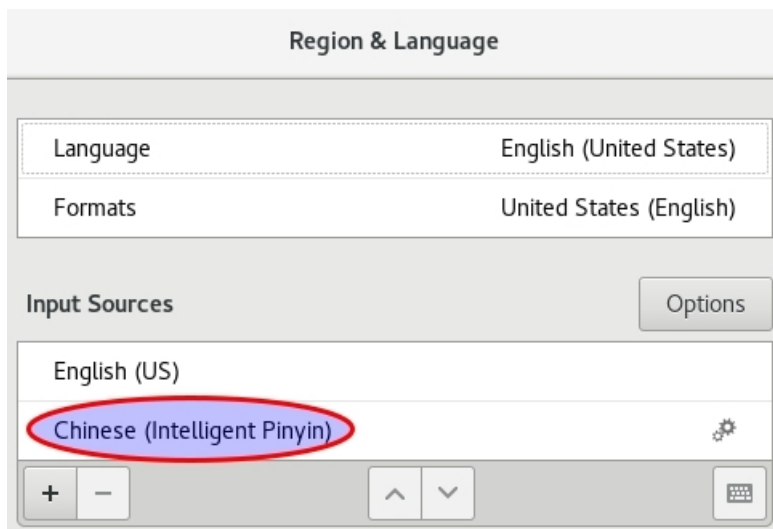 Region & Language
Language English (United States)
Formats United States (English)
Input Sources Options
English (US)
Chinese (Intelligent Pinyin)